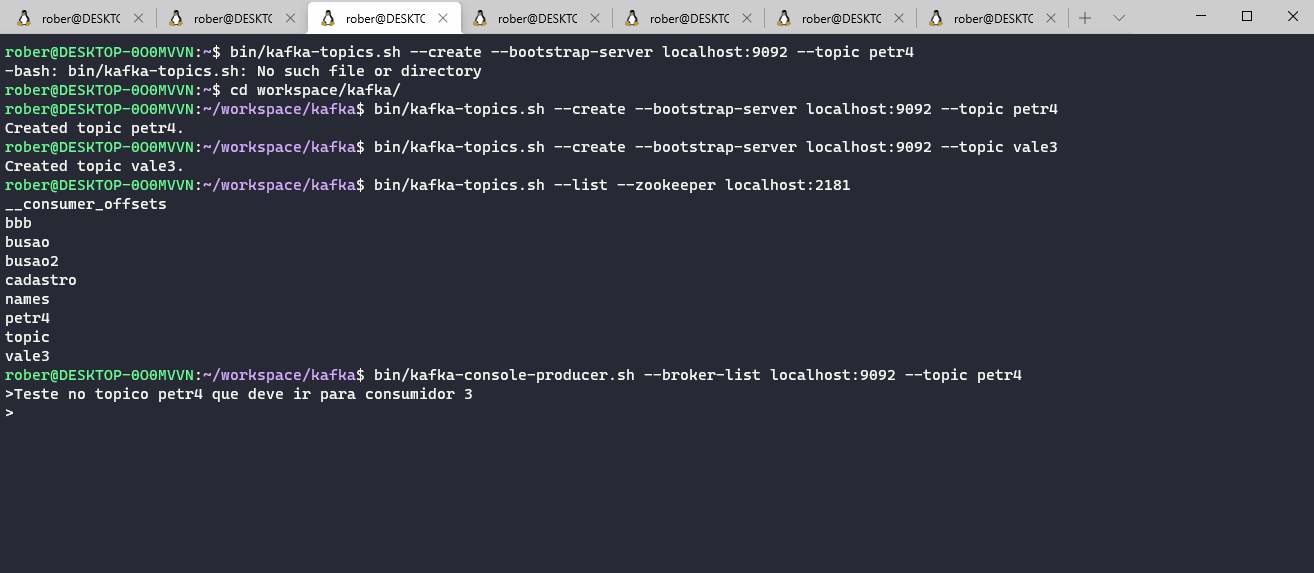 rober@DESKTC rober@DESKTC rober@DESKTC rober@DESKTC rober@DESKTC rober@DESKTC rober@DESKTC
rober@DESKTOP-0O0MVVN:~$ bin/kafka-topics.sh --create --bootstrap-server localhost:9092 --topic petr4
-bash: bin/kafka-topics.sh: No such file or directory
rober@DESKTOP-0O0MVVN:~$ cd workspace/kafka/
rober@DESKTOP-0O0MVVN:~/workspace/kafka$ bin/kafka-topics.sh --create --bootstrap-server localhost:9092 --topic petr4
Created topic petr4.
rober@DESKTOP-0O0MVVN:~/workspace/kafka$ bin/kafka-topics.sh --create --bootstrap-server localhost:9092 --topic vale3
Created topic vale3.
rober@DESKTOP-0O0MVVN:~/workspace/kafka$ bin/kafka-topics.sh --list --zookeeper localhost:2181
__consumer_offsets
bbb
busao
busao2
cadastro
names
petr4
topic
vale3
rober@DESKTOP-0O0MVVN:~/workspace/kafka$ bin/kafka-console-producer.sh --broker-list localhost:9092 --topic petr4
>Teste no topico petr4 que deve ir para consumidor 3
>